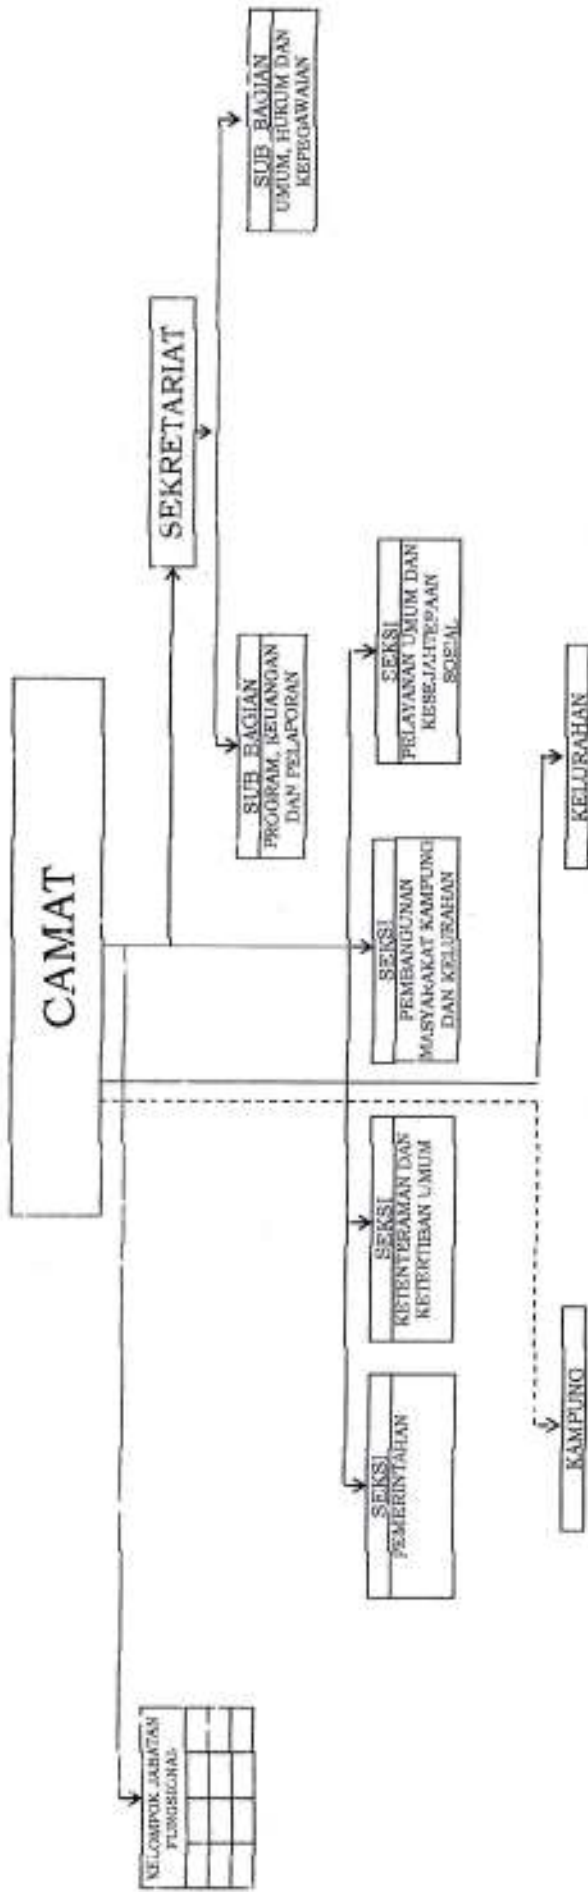 CAMAT
SEKRETARIAT
KELOMPOK JABATAN
FUNGSIONAL
SUB BAGIAN
PROGRAM, KEUANGAN
DAN PELAPORAN
SUB BAGIAN
UMUM, HUKUM DAN
KEPEGAWAIAN
SEKSI
PEMERINTAHAN
SEKSI
KETENTERAMAN DAN
KETERTIBAN UMUM
SEKSI
PEMBANGUNAN
MASYARAKAT KAMPUNG
DAN KELURAHAN
SEKSI
PELAYANAN UMUM DAN
KESEJAHTERAAN
SOSIAL
KAMPUNG
KELURAHAN